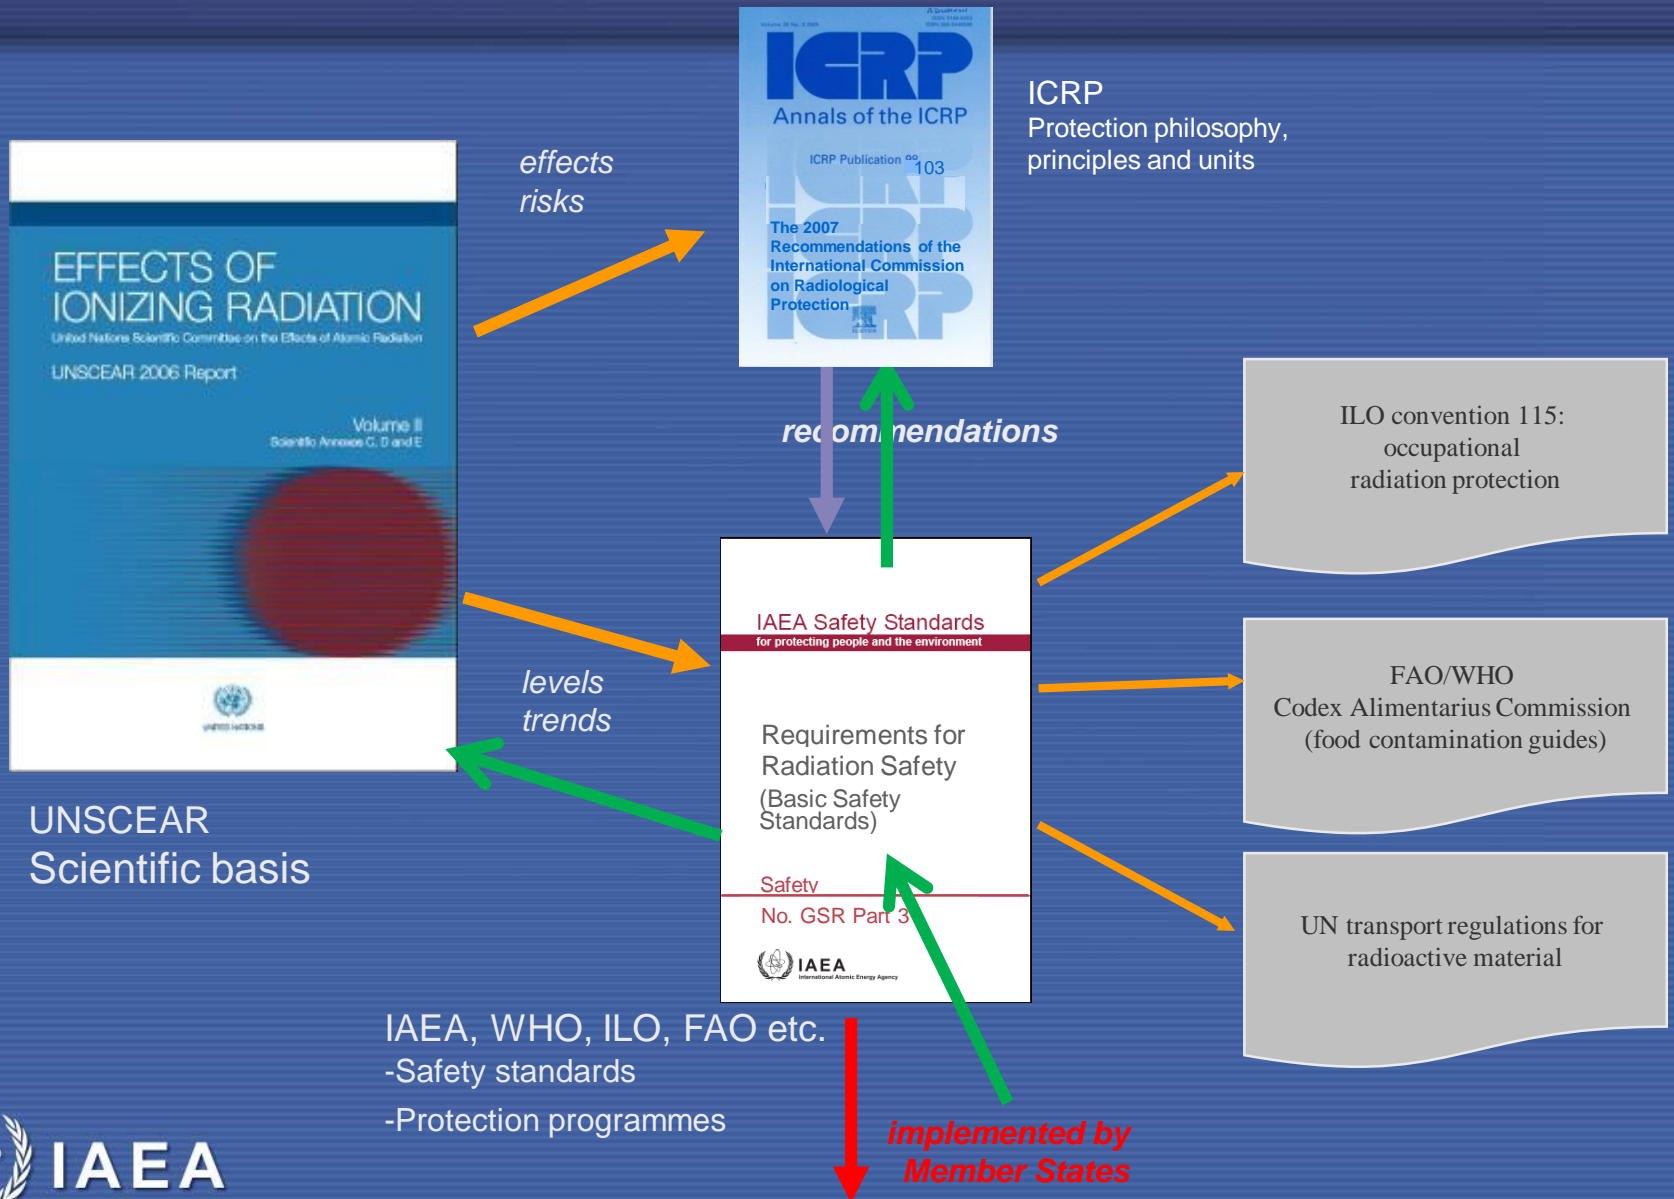 ICRP
Annals of the ICRP
ICRP Publication
103
The 2007
Recommendations of the
International Commission
on Radiological
Protection
ICRP
Protection philosophy,
principles and units
effects
risks
EFFECTS OF
IONIZING RADIATION
United Nations Scientific Committee on the Effects of Atomic Radiation
UNSCEAR 2006 Report
Volume II
Scientific Annexes C, D and E
UNITED NATIONS
recommendations
ILO convention 115:
occupational
radiation protection
IAEA Safety Standards
for protecting people and the environment
levels
trends
Requirements for
Radiation Safety
(Basic Safety
Standards)
Safety
No. GSR Part 3
IAEA
International Atomic Energy Agency
FAO/WHO
Codex Alimentarius Commission
(food contamination guides)
UN transport regulations for
radioactive material
UNSCEAR
Scientific basis
IAEA, WHO, ILO, FAO etc.
-Safety standards
-Protection programmes
implemented by
Member States
IAEA